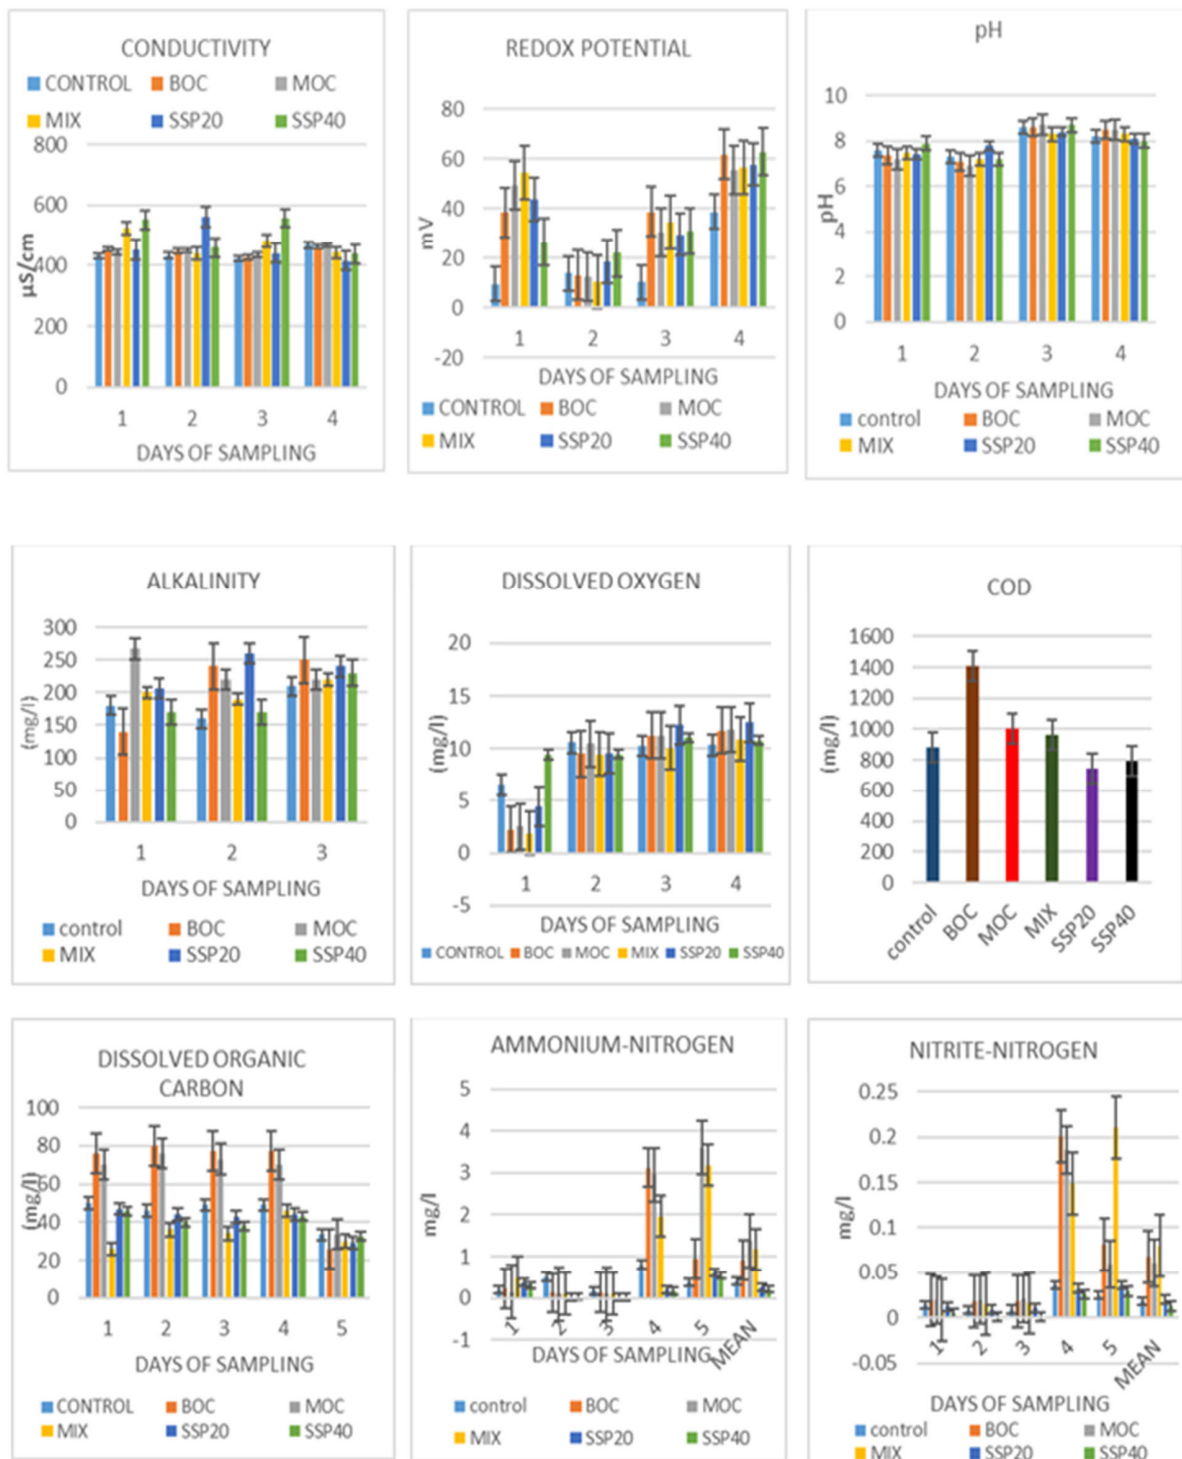 CONDUCTIVITY
CONTROL BOC MOC
MIX SSP20 SSP40
800
600
400
200
0
µS/cm
1 2 3 4
DAYS OF SAMPLING
REDOX POTENTIAL
80
60
40
20
0
-20
mV
1 2 3 4
DAYS OF SAMPLING
CONTROL BOC MOC
MIX SSP20 SSP40
pH
10
8
6
4
2
0
pH
1 2 3 4
DAYS OF SAMPLING
control BOC MOC
MIX SSP20 SSP40
ALKALINITY
300
250
200
150
100
50
0
(mg/l)
1 2 3
DAYS OF SAMPLING
control BOC MOC
MIX SSP20 SSP40
DISSOLVED OXYGEN
20
15
10
5
0
-5
(mg/l)
1 2 3 4
DAYS OF SAMPLING
CONTROL BOC MOC MIX SSP20 SSP40
COD
1600
1400
1200
1000
800
600
400
200
0
(mg/l)
control BOC MOC MIX SSP20 SSP40
DISSOLVED ORGANIC
CARBON
100
80
60
40
20
0
(mg/l)
1 2 3 4 5
DAYS OF SAMPLING
CONTROL BOC MOC
MIX SSP20 SSP40
AMMONIUM-NITROGEN
5
4
3
2
1
0
-1
mg/l
1 2 3 4 5 MEAN
DAYS OF SAMPLING
control BOC MOC
MIX SSP20 SSP40
NITRITE-NITROGEN
0.25
0.2
0.15
0.1
0.05
0
-0.05
mg/l
1 2 3 4 5 MEAN
DAYS OF SAMPLING
control BOC MOC
MIX SSP20 SSP40